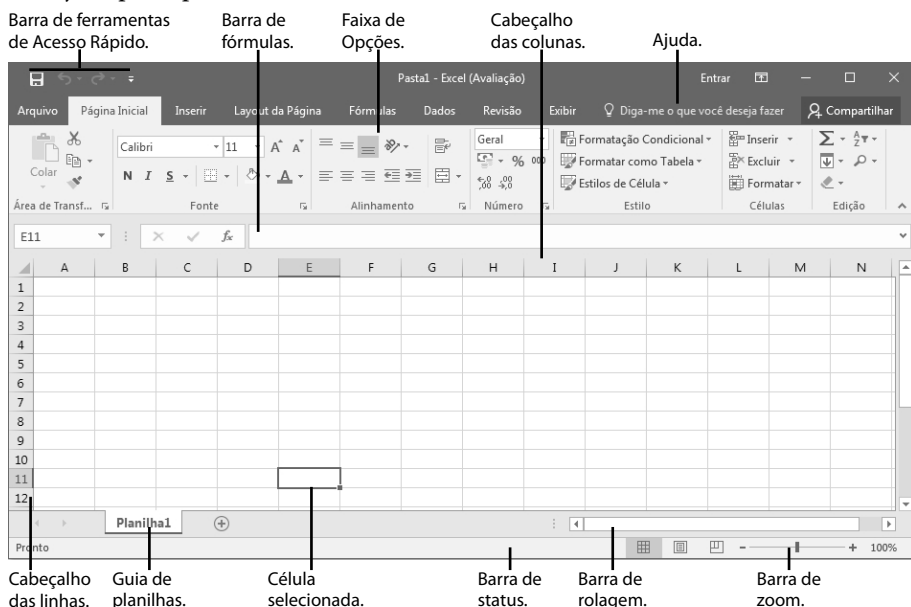 Barra de ferramentas de Acesso Rápido.
Barra de fórmulas.
Faixa de Opções.
Cabeçalho das colunas.
Ajuda.
Pasta1 - Excel (Avaliação)
Entrar
Arquivo Página Inicial Inserir Layout da Página Fórmulas Dados Revisão Exibir Diga-me o que você deseja fazer Compartilhar
Colar
Calibri 11 A A
N I S A
Geral
% 000
Formatação Condicional
Formatar como Tabela
Estilos de Célula
Inserir
Excluir
Formatar
Área de Transf... Fonte Alinhamento Número Estilo Células Edição
E11 fx
A B C D E F G H I J K L M N
1
2
3
4
5
6
7
8
9
10
11
12
Planilha1
Pronto 100%
Cabeçalho das linhas.
Guia de planilhas.
Célula selecionada.
Barra de status.
Barra de rolagem.
Barra de zoom.